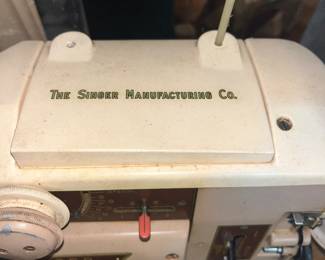 The Singer Manufacturing Co.